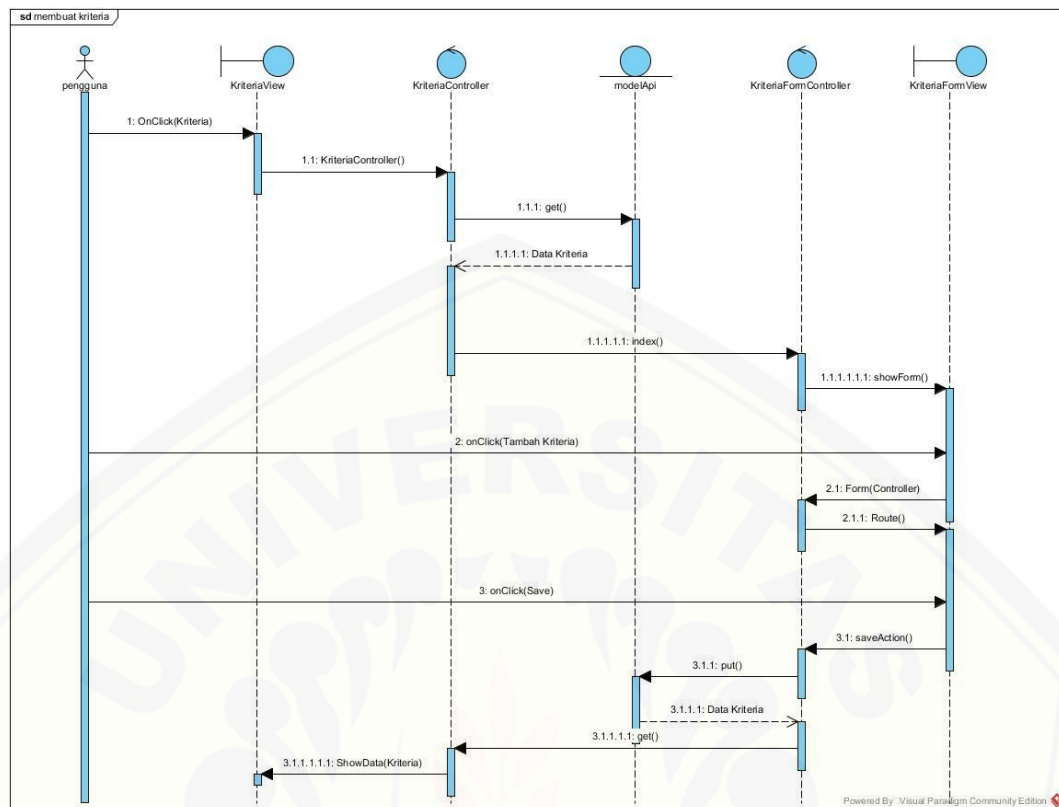 sd membuat kriteria
pengguna
KriteriaView
KriteriaController
modelApi
KriteriaFormController
KriteriaFormView
1: OnClick(Kriteria)
1.1: KriteriaController()
1.1.1: get()
1.1.1.1: Data Kriteria
1.1.1.1.1: index()
1.1.1.1.1.1: showForm()
2: onClick(Tambah Kriteria)
2.1: Form(Controller)
2.1.1: Route()
3: onClick(Save)
3.1: saveAction()
3.1.1: put()
3.1.1.1: Data Kriteria
3.1.1.1.1: get()
3.1.1.1.1.1: ShowData(Kriteria)
UNIVERSITAS
Powered By Visual Paradigm Community Edition